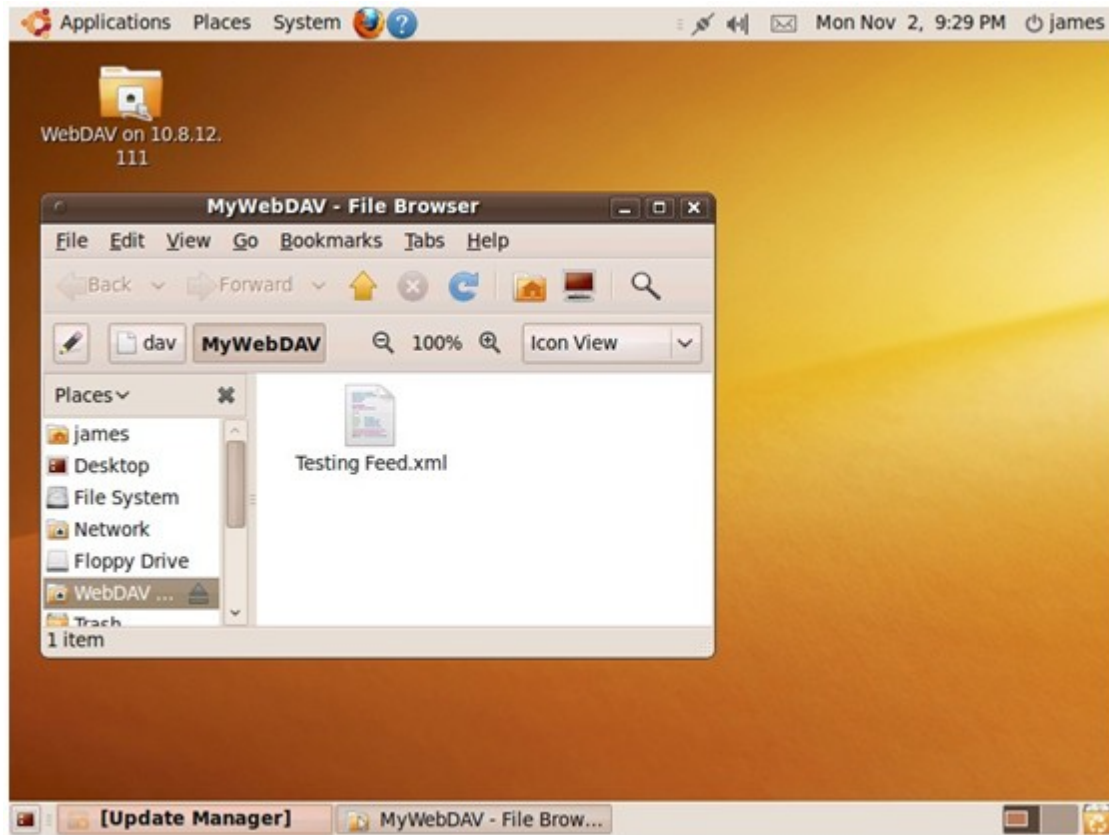 Applications Places System Mon Nov 2, 9:29 PM james
WebDAV on 10.8.12.
111
MyWebDAV - File Browser
File Edit View Go Bookmarks Tabs Help
Back Forward
dav MyWebDAV 100% Icon View
Places
james
Desktop
File System
Network
Floppy Drive
WebDAV ...
Trash
Testing Feed.xml
1 item
[Update Manager] MyWebDAV - File Brow...